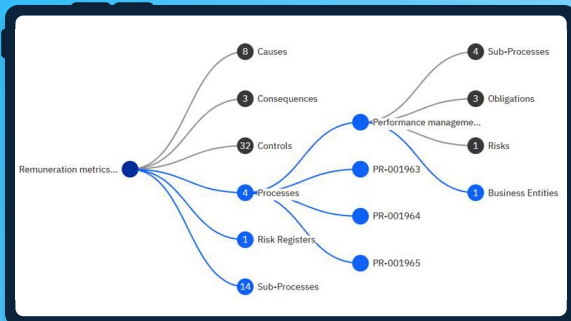 Remuneration metrics...
8 Causes
3 Consequences
32 Controls
4 Processes
1 Risk Registers
14 Sub-Processes
Performance manageme...
PR-001963
PR-001964
PR-001965
4 Sub-Processes
3 Obligations
1 Risks
1 Business Entities